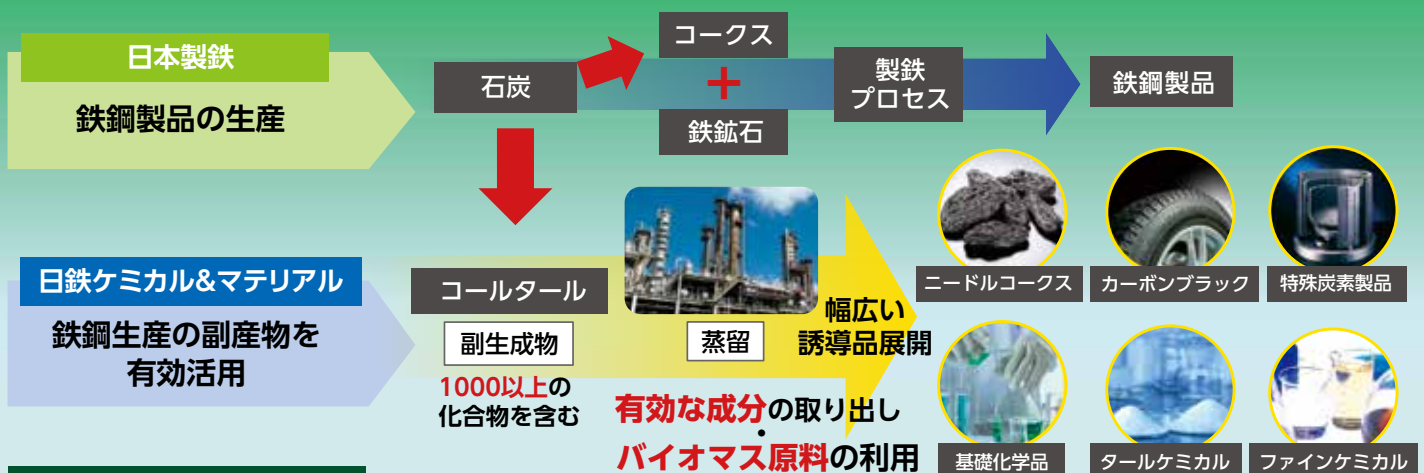 日本製鉄
鉄鋼製品の生産
石炭
コークス
+
鉄鉱石
製鉄
プロセス
鉄鋼製品
日鉄ケミカル&マテリアル
鉄鋼生産の副産物を
有効活用
コールタール
副生成物
1000以上の
化合物を含む
蒸留
幅広い
誘導品展開
有効な成分の取り出し
・
バイオマス原料の利用
ニードルコークス
カーボンブラック
特殊炭素製品
基礎化学品
タールケミカル
ファインケミカル